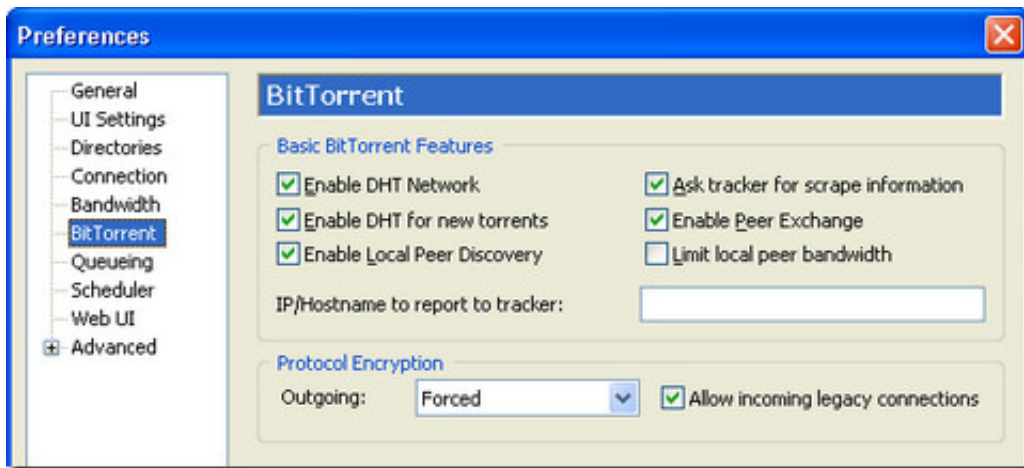 Preferences
General
UI Settings
Directories
Connection
Bandwidth
BitTorrent
Queueing
Scheduler
Web UI
Advanced
BitTorrent
Basic BitTorrent Features
Enable DHT Network
Ask tracker for scrape information
Enable DHT for new torrents
Enable Peer Exchange
Enable Local Peer Discovery
Limit local peer bandwidth
IP/Hostname to report to tracker:
Protocol Encryption
Outgoing: Forced
Allow incoming legacy connections